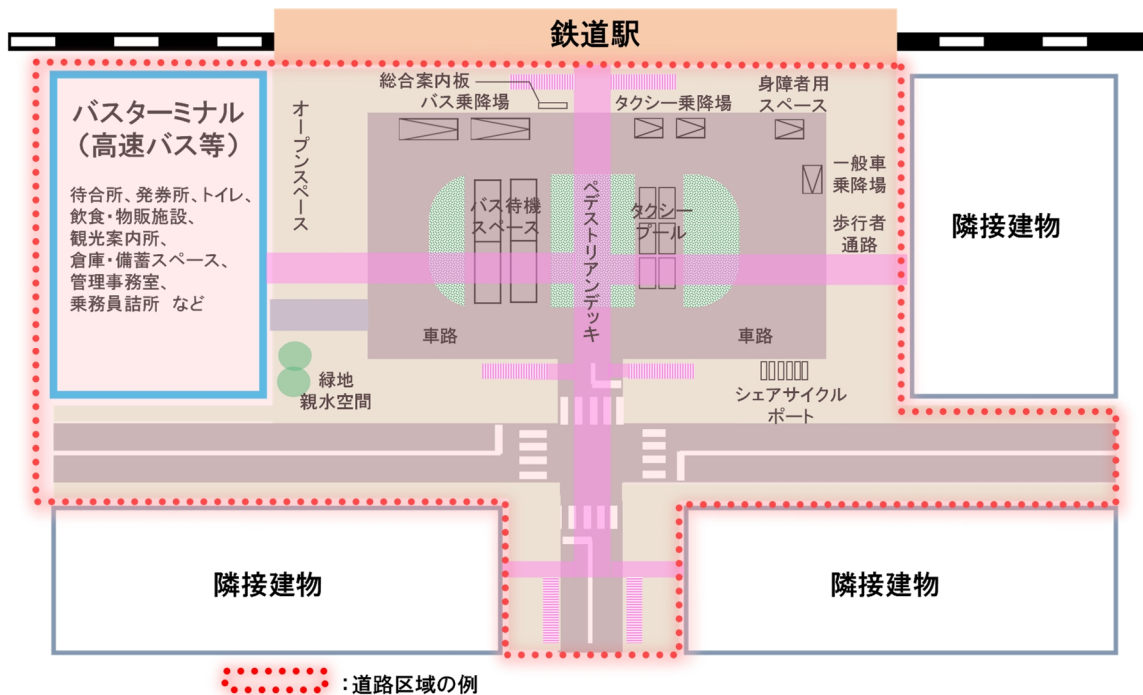 鉄道駅
総合案内板
バス乗降場
タクシー乗降場
身障者用
スペース
バスターミナル
（高速バス等）
待合所、発券所、トイレ、
飲食・物販施設、
観光案内所、
倉庫・備蓄スペース、
管理事務室、
乗務員詰所 など
オープンスペース
バス待機
スペース
ペデストリアンデッキ
タクシー
プール
一般車
乗降場
歩行者
通路
隣接建物
車路
車路
緑地
親水空間
シェアサイクル
ポート
隣接建物
隣接建物
：道路区域の例